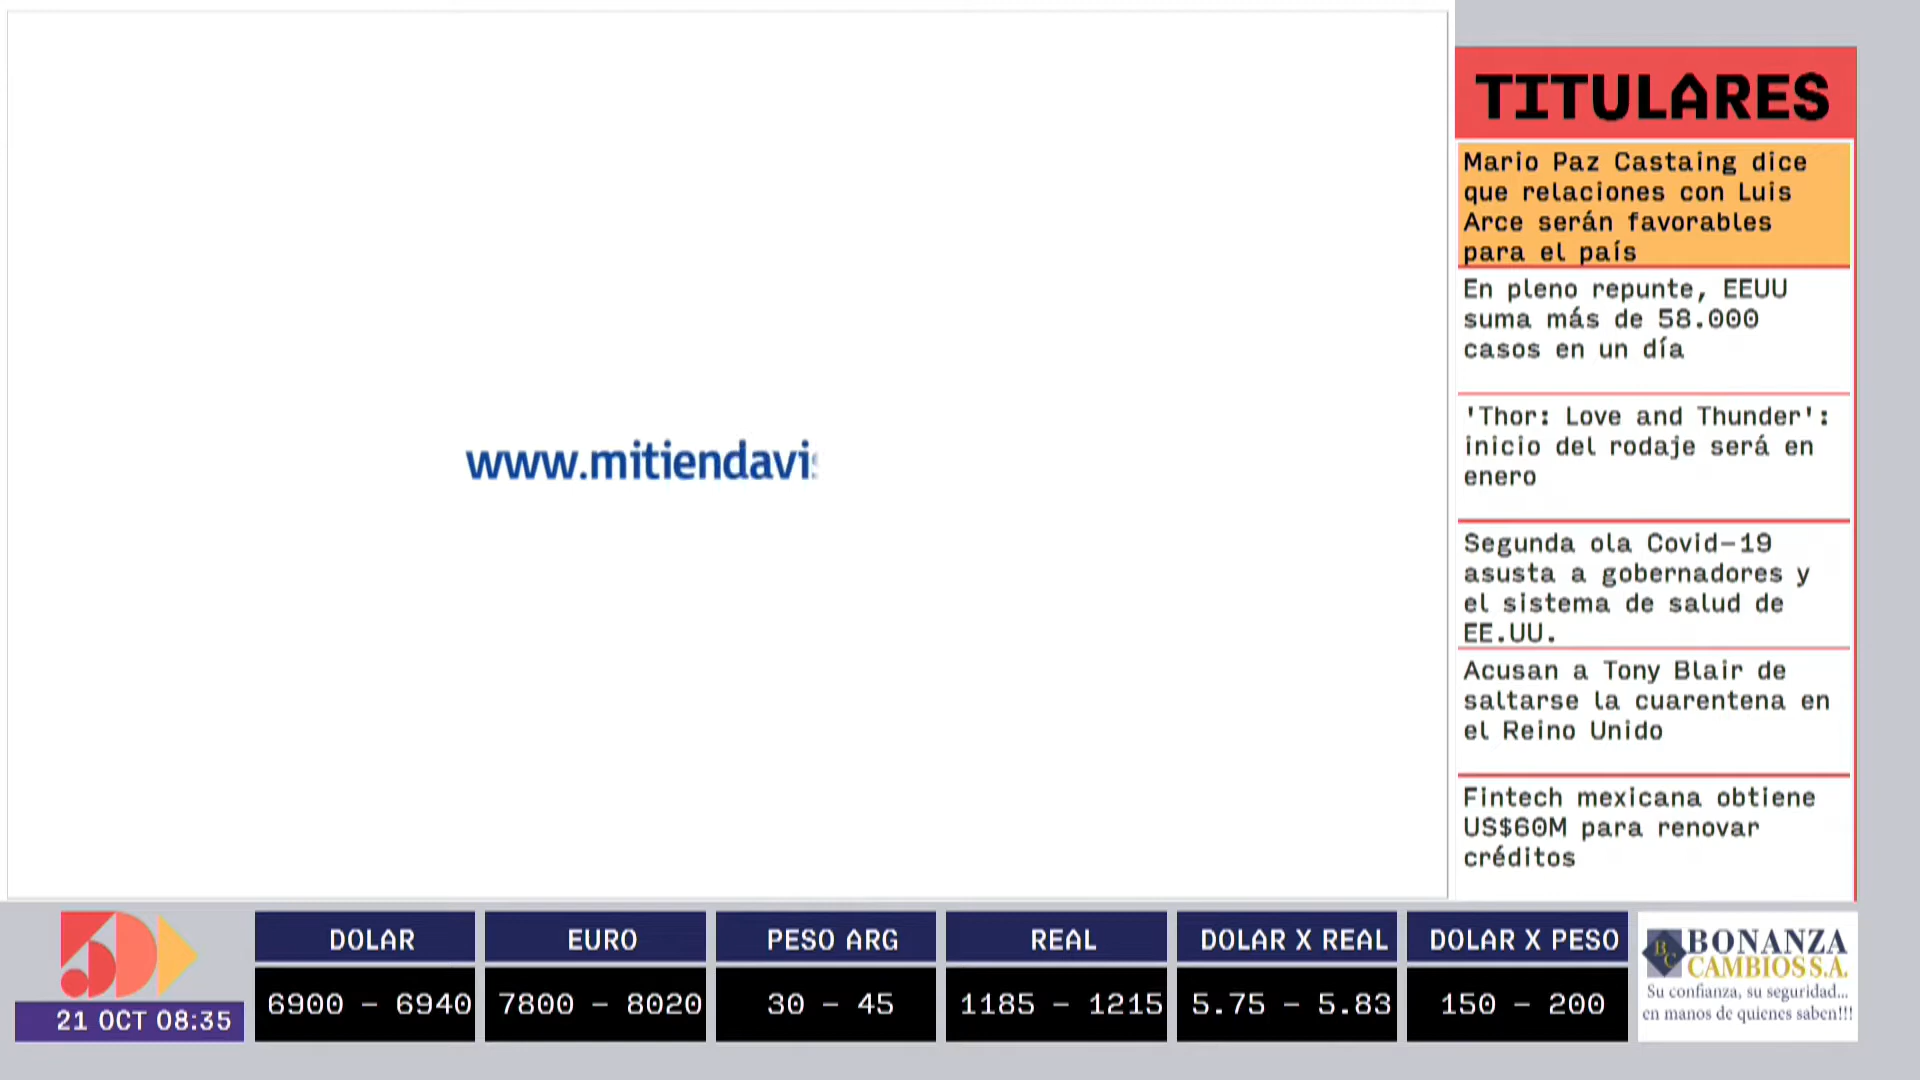 www.mitiendavi
TITULARES
Mario Paz Castaing dice
que relaciones con Luis
Arce serán favorables
para el país
En pleno repunte, EEUU
suma más de 58.000
casos en un día
'Thor: Love and Thunder':
inicio del rodaje será en
enero
Segunda ola Covid-19
asusta a gobernadores y
el sistema de salud de
EE.UU.
Acusan a Tony Blair de
saltarse la cuarentena en
el Reino Unido
Fintech mexicana obtiene
US$60M para renovar
créditos
5D
21 OCT 08:35
DOLAR
6900 - 6940
EURO
7800 - 8020
PESO ARG
30 - 45
REAL
1185 - 1215
DOLAR X REAL
5.75 - 5.83
DOLAR X PESO
150 - 200
BC
BONANZA
CAMBIOS S.A.
Su confianza, su seguridad...
en manos de quienes saben!!!